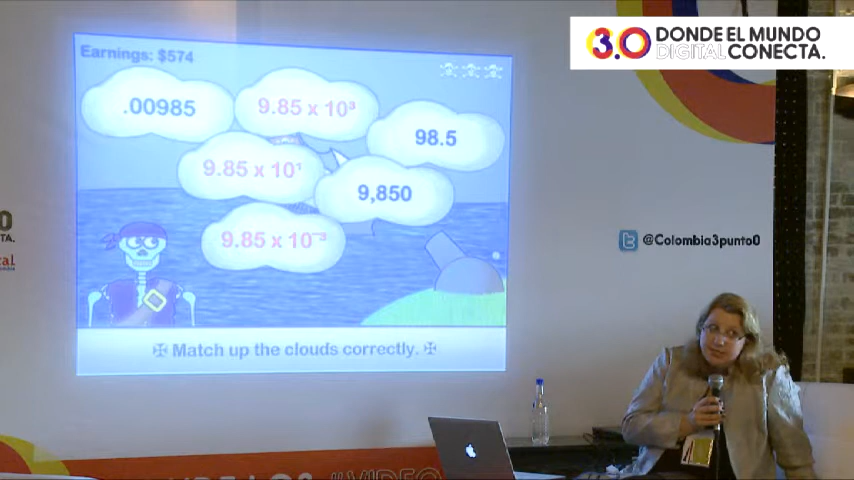 3.0 DONDE EL MUNDO
DIGITAL CONECTA.
Earnings: $574
.00985
9.85 x 10³
98.5
9.85 x 10¹
9,850
9.85 x 10⁻³
Match up the clouds correctly.
@Colombia3punto0